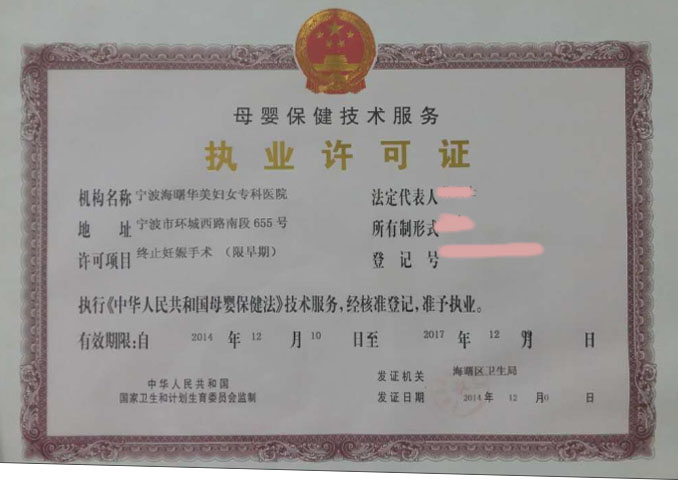 母婴保健技术服务
执业许可证
机构名称 宁波海曙华美妇女专科医院
法定代表人
地 址 宁波市环城西路南段 655 号
所有制形式
许可项目 终止妊娠手术 (限早期)
登 记 号
执行《中华人民共和国母婴保健法》技术服务,经核准登记,准予执业。
有效期限:自 2014 年 12 月 10 日至 2017 年 12 月 日
中华人民共和国
国家卫生和计划生育委员会监制
发证机关 海曙区卫生局
发证日期 2014 年 12 月 日